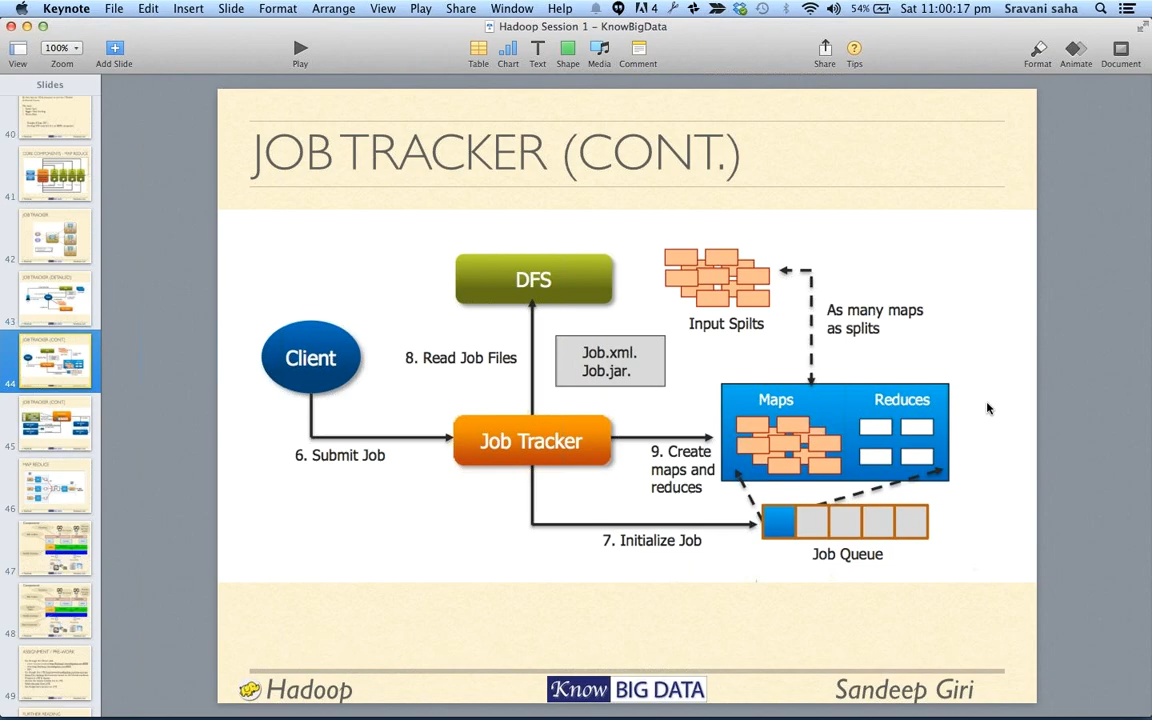 Keynote File Edit Insert Slide Format Arrange View Play Share Window Help 4 54% Sat 11:00:17 pm Sravani saha
Hadoop Session 1 - KnowBigData
100%
View Zoom Add Slide Play Table Chart Text Shape Media Comment Share Tips Format Animate Document
Slides
40
41
42
43
44
45
46
47
48
49
JOB TRACKER (CONT.)
DFS
Input Spilts
As many maps
as splits
Client
8. Read Job Files
Job.xml.
Job.jar.
Maps Reduces
Job Tracker
6. Submit Job
9. Create
maps and
reduces
7. Initialize Job
Job Queue
Hadoop
Know BIG DATA
Sandeep Giri